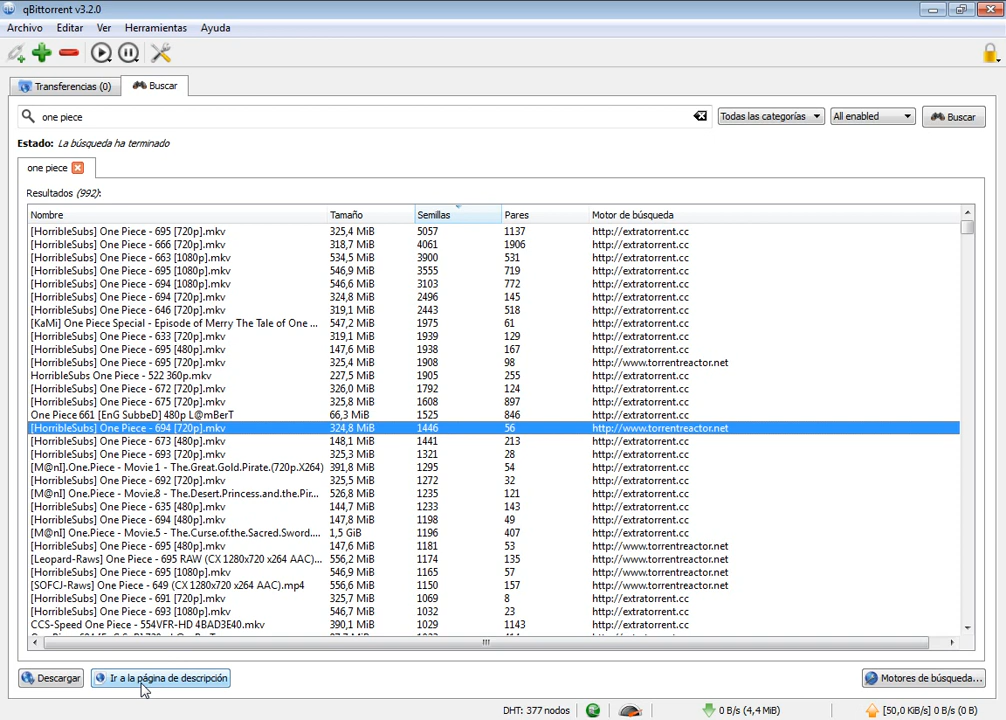 qBittorrent v3.2.0
Archivo Editar Ver Herramientas Ayuda
Transferencias (0) Buscar
one piece Todas las categorías All enabled Buscar
Estado: La búsqueda ha terminado
one piece
Resultados (992):
Nombre Tamaño Semillas Pares Motor de búsqueda
[HorribleSubs] One Piece - 695 [720p].mkv 325,4 MiB 5057 1137 http://extratorrent.cc
[HorribleSubs] One Piece - 666 [720p].mkv 318,7 MiB 4061 1906 http://extratorrent.cc
[HorribleSubs] One Piece - 663 [1080p].mkv 534,5 MiB 3900 531 http://extratorrent.cc
[HorribleSubs] One Piece - 695 [1080p].mkv 546,9 MiB 3555 719 http://extratorrent.cc
[HorribleSubs] One Piece - 694 [1080p].mkv 546,6 MiB 3103 772 http://extratorrent.cc
[HorribleSubs] One Piece - 694 [720p].mkv 324,8 MiB 2496 145 http://extratorrent.cc
[HorribleSubs] One Piece - 646 [720p].mkv 319,1 MiB 2443 518 http://extratorrent.cc
[KaMi] One Piece Special - Episode of Merry The Tale of One ... 547,2 MiB 1975 61 http://extratorrent.cc
[HorribleSubs] One Piece - 633 [720p].mkv 319,1 MiB 1939 129 http://extratorrent.cc
[HorribleSubs] One Piece - 695 [480p].mkv 147,6 MiB 1938 167 http://extratorrent.cc
[HorribleSubs] One Piece - 695 [720p].mkv 325,4 MiB 1908 98 http://www.torrentreactor.net
HorribleSubs One Piece - 522 360p.mkv 227,5 MiB 1905 255 http://extratorrent.cc
[HorribleSubs] One Piece - 672 [720p].mkv 326,0 MiB 1792 124 http://extratorrent.cc
[HorribleSubs] One Piece - 675 [720p].mkv 325,8 MiB 1608 897 http://extratorrent.cc
One Piece 661 [EnG SubbeD] 480p L@mBerT 66,3 MiB 1525 846 http://extratorrent.cc
[HorribleSubs] One Piece - 694 [720p].mkv 324,8 MiB 1446 56 http://www.torrentreactor.net
[HorribleSubs] One Piece - 673 [480p].mkv 148,1 MiB 1441 213 http://extratorrent.cc
[HorribleSubs] One Piece - 693 [720p].mkv 325,3 MiB 1321 28 http://extratorrent.cc
[M@nI].One.Piece - Movie 1 - The.Great.Gold.Pirate.(720p.X264) 391,8 MiB 1295 54 http://extratorrent.cc
[HorribleSubs] One Piece - 692 [720p].mkv 325,5 MiB 1272 32 http://extratorrent.cc
[M@nI] One.Piece - Movie.8 - The.Desert.Princess.and.the.Pir... 526,8 MiB 1235 121 http://extratorrent.cc
[HorribleSubs] One Piece - 635 [480p].mkv 144,7 MiB 1233 143 http://extratorrent.cc
[HorribleSubs] One Piece - 694 [480p].mkv 147,8 MiB 1198 49 http://extratorrent.cc
[M@nI] One.Piece - Movie.5 - The.Curse.of.the.Sacred.Sword.... 1,5 GiB 1196 407 http://extratorrent.cc
[HorribleSubs] One Piece - 695 [480p].mkv 147,6 MiB 1181 53 http://www.torrentreactor.net
[Leopard-Raws] One Piece - 695 RAW (CX 1280x720 x264 AAC)... 556,2 MiB 1174 135 http://www.torrentreactor.net
[HorribleSubs] One Piece - 695 [1080p].mkv 546,9 MiB 1165 57 http://www.torrentreactor.net
[SOFCJ-Raws] One Piece - 649 (CX 1280x720 x264 AAC).mp4 556,6 MiB 1150 157 http://www.torrentreactor.net
[HorribleSubs] One Piece - 691 [720p].mkv 325,7 MiB 1069 8 http://extratorrent.cc
[HorribleSubs] One Piece - 693 [1080p].mkv 546,7 MiB 1032 23 http://extratorrent.cc
CCS-Speed One Piece - 554VFR-HD 4BAD3E40.mkv 390,1 MiB 1029 1143 http://extratorrent.cc
Descargar Ir a la página de descripción Motores de búsqueda...
DHT: 377 nodos 0 B/s (4,4 MiB) [50,0 KiB/s] 0 B/s (0 B)